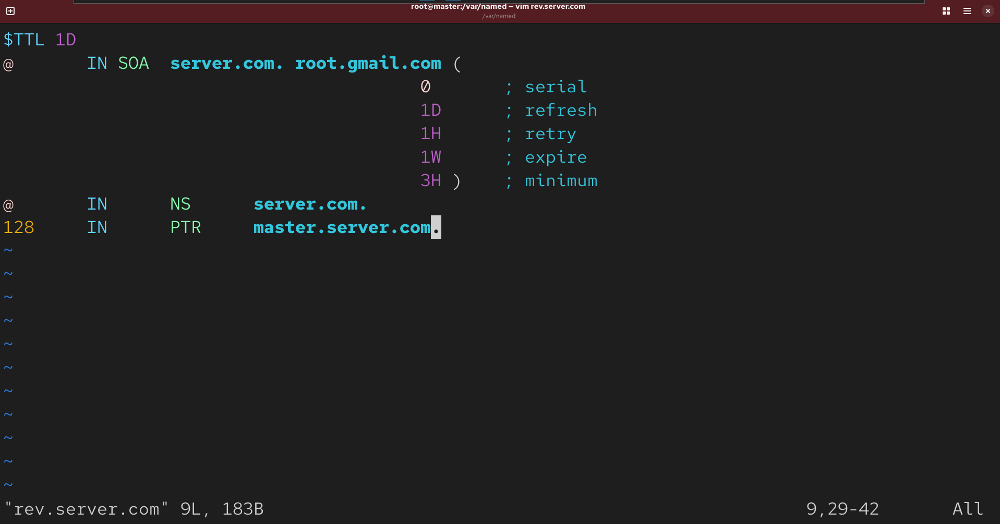 root@master:/var/named — vim rev.server.com
/var/named
$TTL 1D
@ IN SOA server.com. root.gmail.com (
0 ; serial
1D ; refresh
1H ; retry
1W ; expire
3H ) ; minimum
@ IN NS server.com.
128 IN PTR master.server.com.
~
~
~
~
~
~
~
~
~
~
~
"rev.server.com" 9L, 183B 9,29-42 All